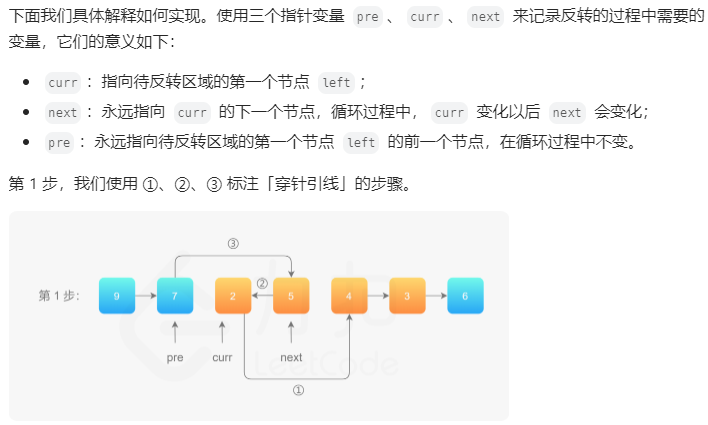 下面我们具体解释如何实现。使用三个指针变量 pre 、 curr 、 next 来记录反转的过程中需要的
变量，它们的意义如下：
• curr ：指向待反转区域的第一个节点 left ；
• next ：永远指向 curr 的下一个节点，循环过程中， curr 变化以后 next 会变化；
• pre ：永远指向待反转区域的第一个节点 left 的前一个节点，在循环过程中不变。
第 1 步，我们使用 ①、②、③ 标注「穿针引线」的步骤。
③
②
第 1 步： 9 7 2 5 4 3 6
pre curr next
力扣
LeetCode
①